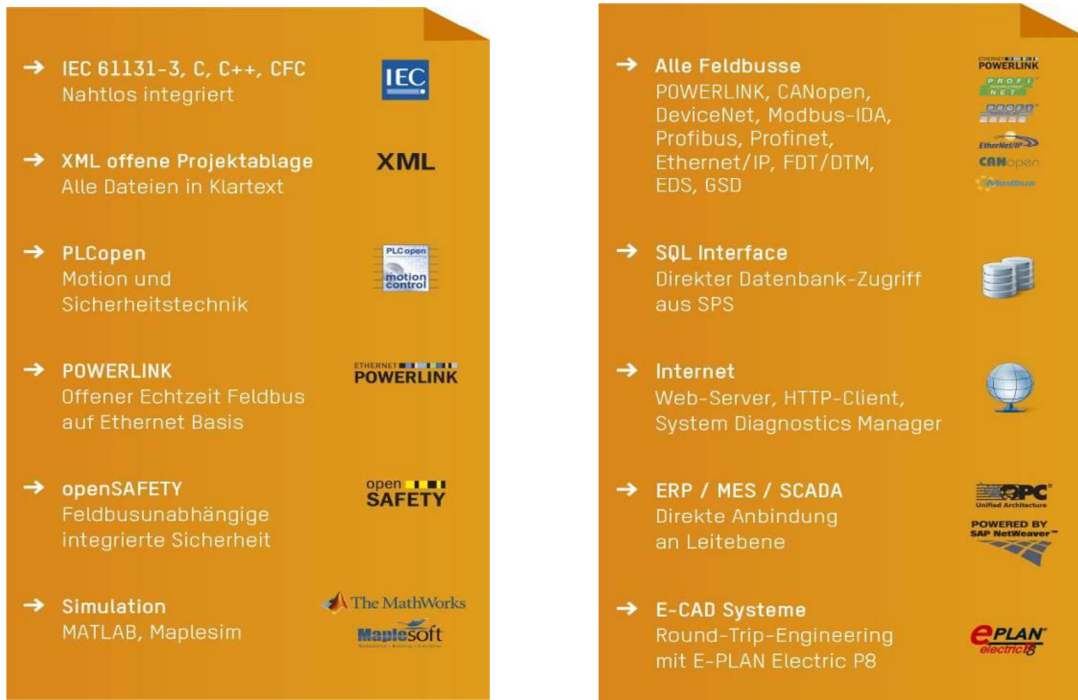 → IEC 61131-3, C, C++, CFC
Nahtlos integriert
IEC
→ XML offene Projektablage
Alle Dateien in Klartext
XML
→ PLCopen
Motion und
Sicherheitstechnik
PLCopen
motion
control
→ POWERLINK
Offener Echtzeit Feldbus
auf Ethernet Basis
ETHERNET
POWERLINK
→ openSAFETY
Feldbusunabhängige
integrierte Sicherheit
open
SAFETY
→ Simulation
MATLAB, Maplesim
The MathWorks
Maplesoft
→ Alle Feldbusse
POWERLINK, CANopen,
DeviceNet, Modbus-IDA,
Profibus, Profinet,
Ethernet/IP, FDT/DTM,
EDS, GSD
ETHERNET
POWERLINK
PROFI
NET
EtherNet/IP
CANopen
Modbus
→ SQL Interface
Direkter Datenbank-Zugriff
aus SPS
→ Internet
Web-Server, HTTP-Client,
System Diagnostics Manager
→ ERP / MES / SCADA
Direkte Anbindung
an Leitebene
OPC
Unified Architecture
POWERED BY
SAP NetWeaver™
→ E-CAD Systeme
Round-Trip-Engineering
mit E-PLAN Electric P8
ePLAN
electric P8